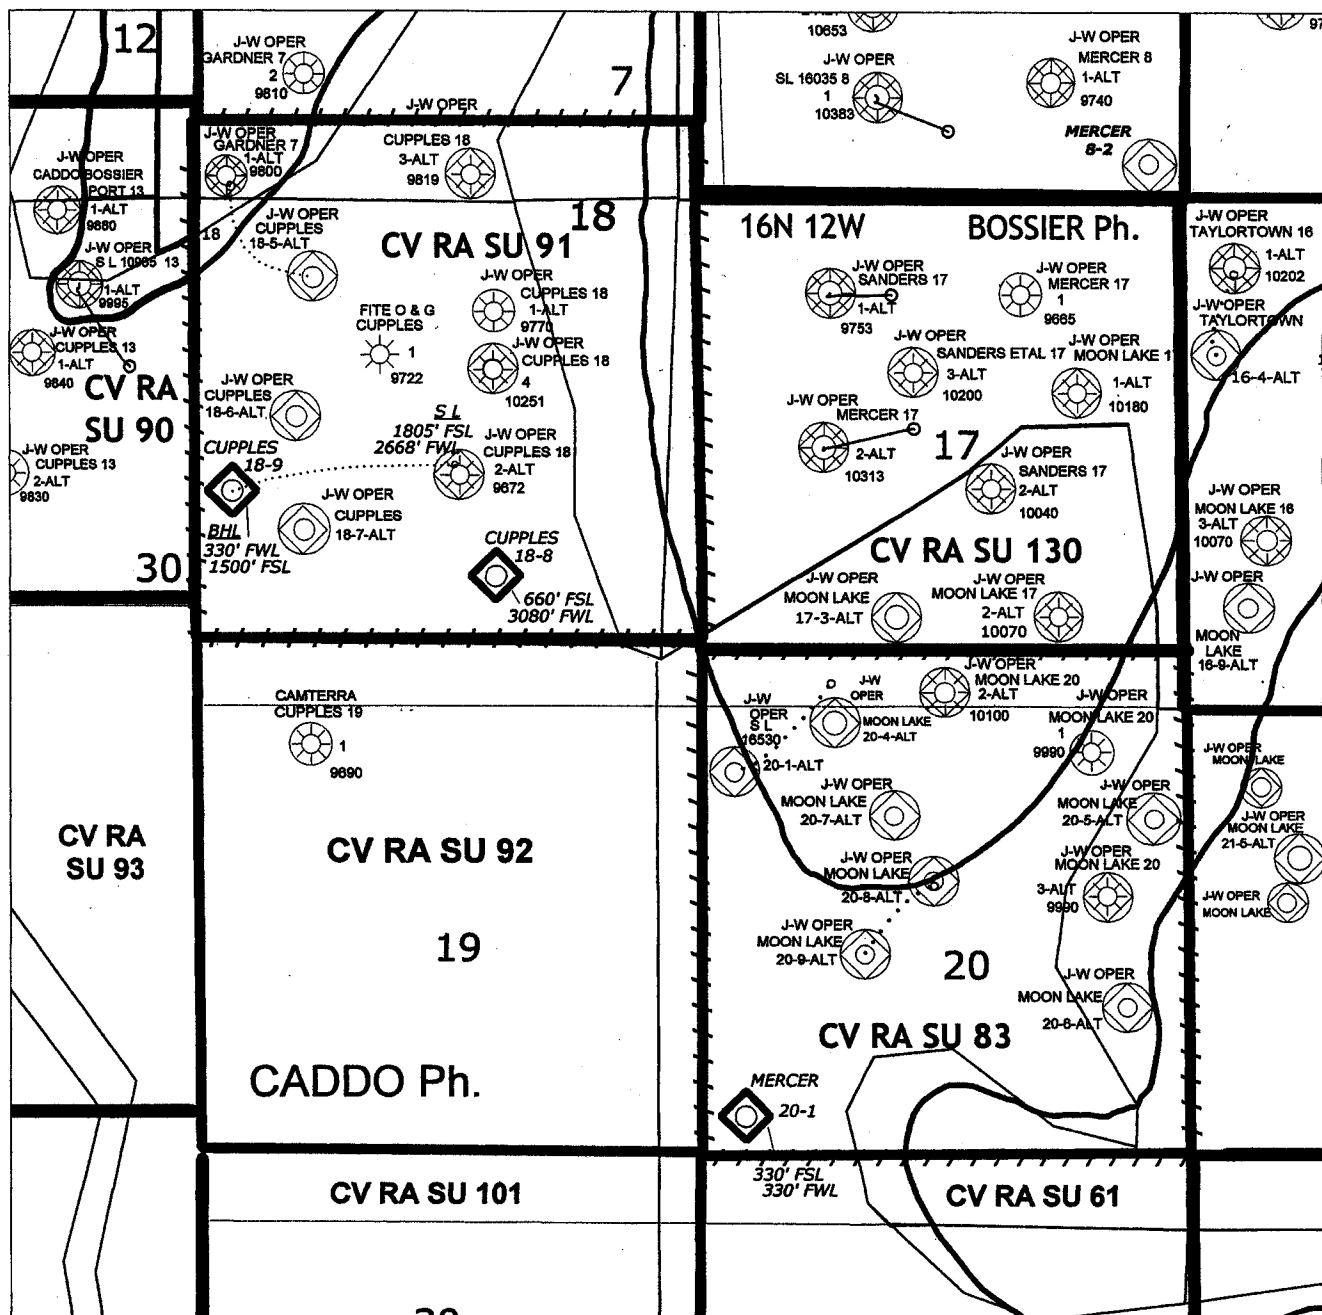 12
J-W OPER
GARDNER 7
2
9810
7
J-W OPER
10653
J-W OPER
SL 16035 8
1
10383
J-W OPER
MERCER 8
1-ALT
9740
MERCER
8-2
J-W OPER
CADDO BOSSIER
PORT 13
1-ALT
9880
J-W OPER
GARDNER 7
1-ALT
9800
CUPPLES 18
3-ALT
9819
J-W OPER
CUPPLES
18-5-ALT
18
18
CV RA SU 91
J-W OPER
S L 10985 13
1-ALT
9995
J-W OPER
CUPPLES 13
1-ALT
9840
CV RA
SU 90
J-W OPER
CUPPLES 13
2-ALT
9830
30
FITE O & G
CUPPLES
1
9722
J-W OPER
CUPPLES 18
1-ALT
9770
J-W OPER
CUPPLES 18
4
10251
J-W OPER
CUPPLES
18-6-ALT
S L
1805' FSL
2668' FWL
J-W OPER
CUPPLES 18
2-ALT
9672
CUPPLES
18-9
BHL
330' FWL
1500' FSL
J-W OPER
CUPPLES
18-7-ALT
CUPPLES
18-8
660' FSL
3080' FWL
16N 12W
BOSSIER Ph.
J-W OPER
SANDERS 17
1-ALT
9753
J-W OPER
MERCER 17
1
9665
SANDERS ETAL 17
3-ALT
10200
J-W OPER
MOON LAKE 17
1-ALT
10180
J-W OPER
MERCER 17
2-ALT
10313
17
J-W OPER
SANDERS 17
2-ALT
10040
CV RA SU 130
J-W OPER
MOON LAKE
17-3-ALT
J-W OPER
MOON LAKE 17
2-ALT
10070
J-W OPER
TAYLORTOWN 16
1-ALT
10202
J-W OPER
TAYLORTOWN
16-4-ALT
J-W OPER
MOON LAKE 16
3-ALT
10070
J-W OPER
MOON
LAKE
16-9-ALT
CAMTERRA
CUPPLES 19
1
9690
CV RA
SU 93
CV RA SU 92
19
CADDO Ph.
J-W
OPER
S L
16530
20-1-ALT
J-W
OPER
MOON LAKE
20-4-ALT
J-W OPER
MOON LAKE 20
2-ALT
10100
J-W OPER
MOON LAKE 20
1
9990
J-W OPER
MOON LAKE
20-7-ALT
J-W OPER
MOON LAKE
20-5-ALT
J-W OPER
MOON LAKE
20-8-ALT
J-W OPER
MOON LAKE 20
3-ALT
9990
J-W OPER
MOON LAKE
20-9-ALT
20
J-W OPER
MOON LAKE
20-6-ALT
CV RA SU 83
J-W OPER
MOON LAKE
J-W OPER
MOON LAKE
21-5-ALT
J-W OPER
MOON LAKE
MERCER
20-1
330' FSL
330' FWL
CV RA SU 101
CV RA SU 61